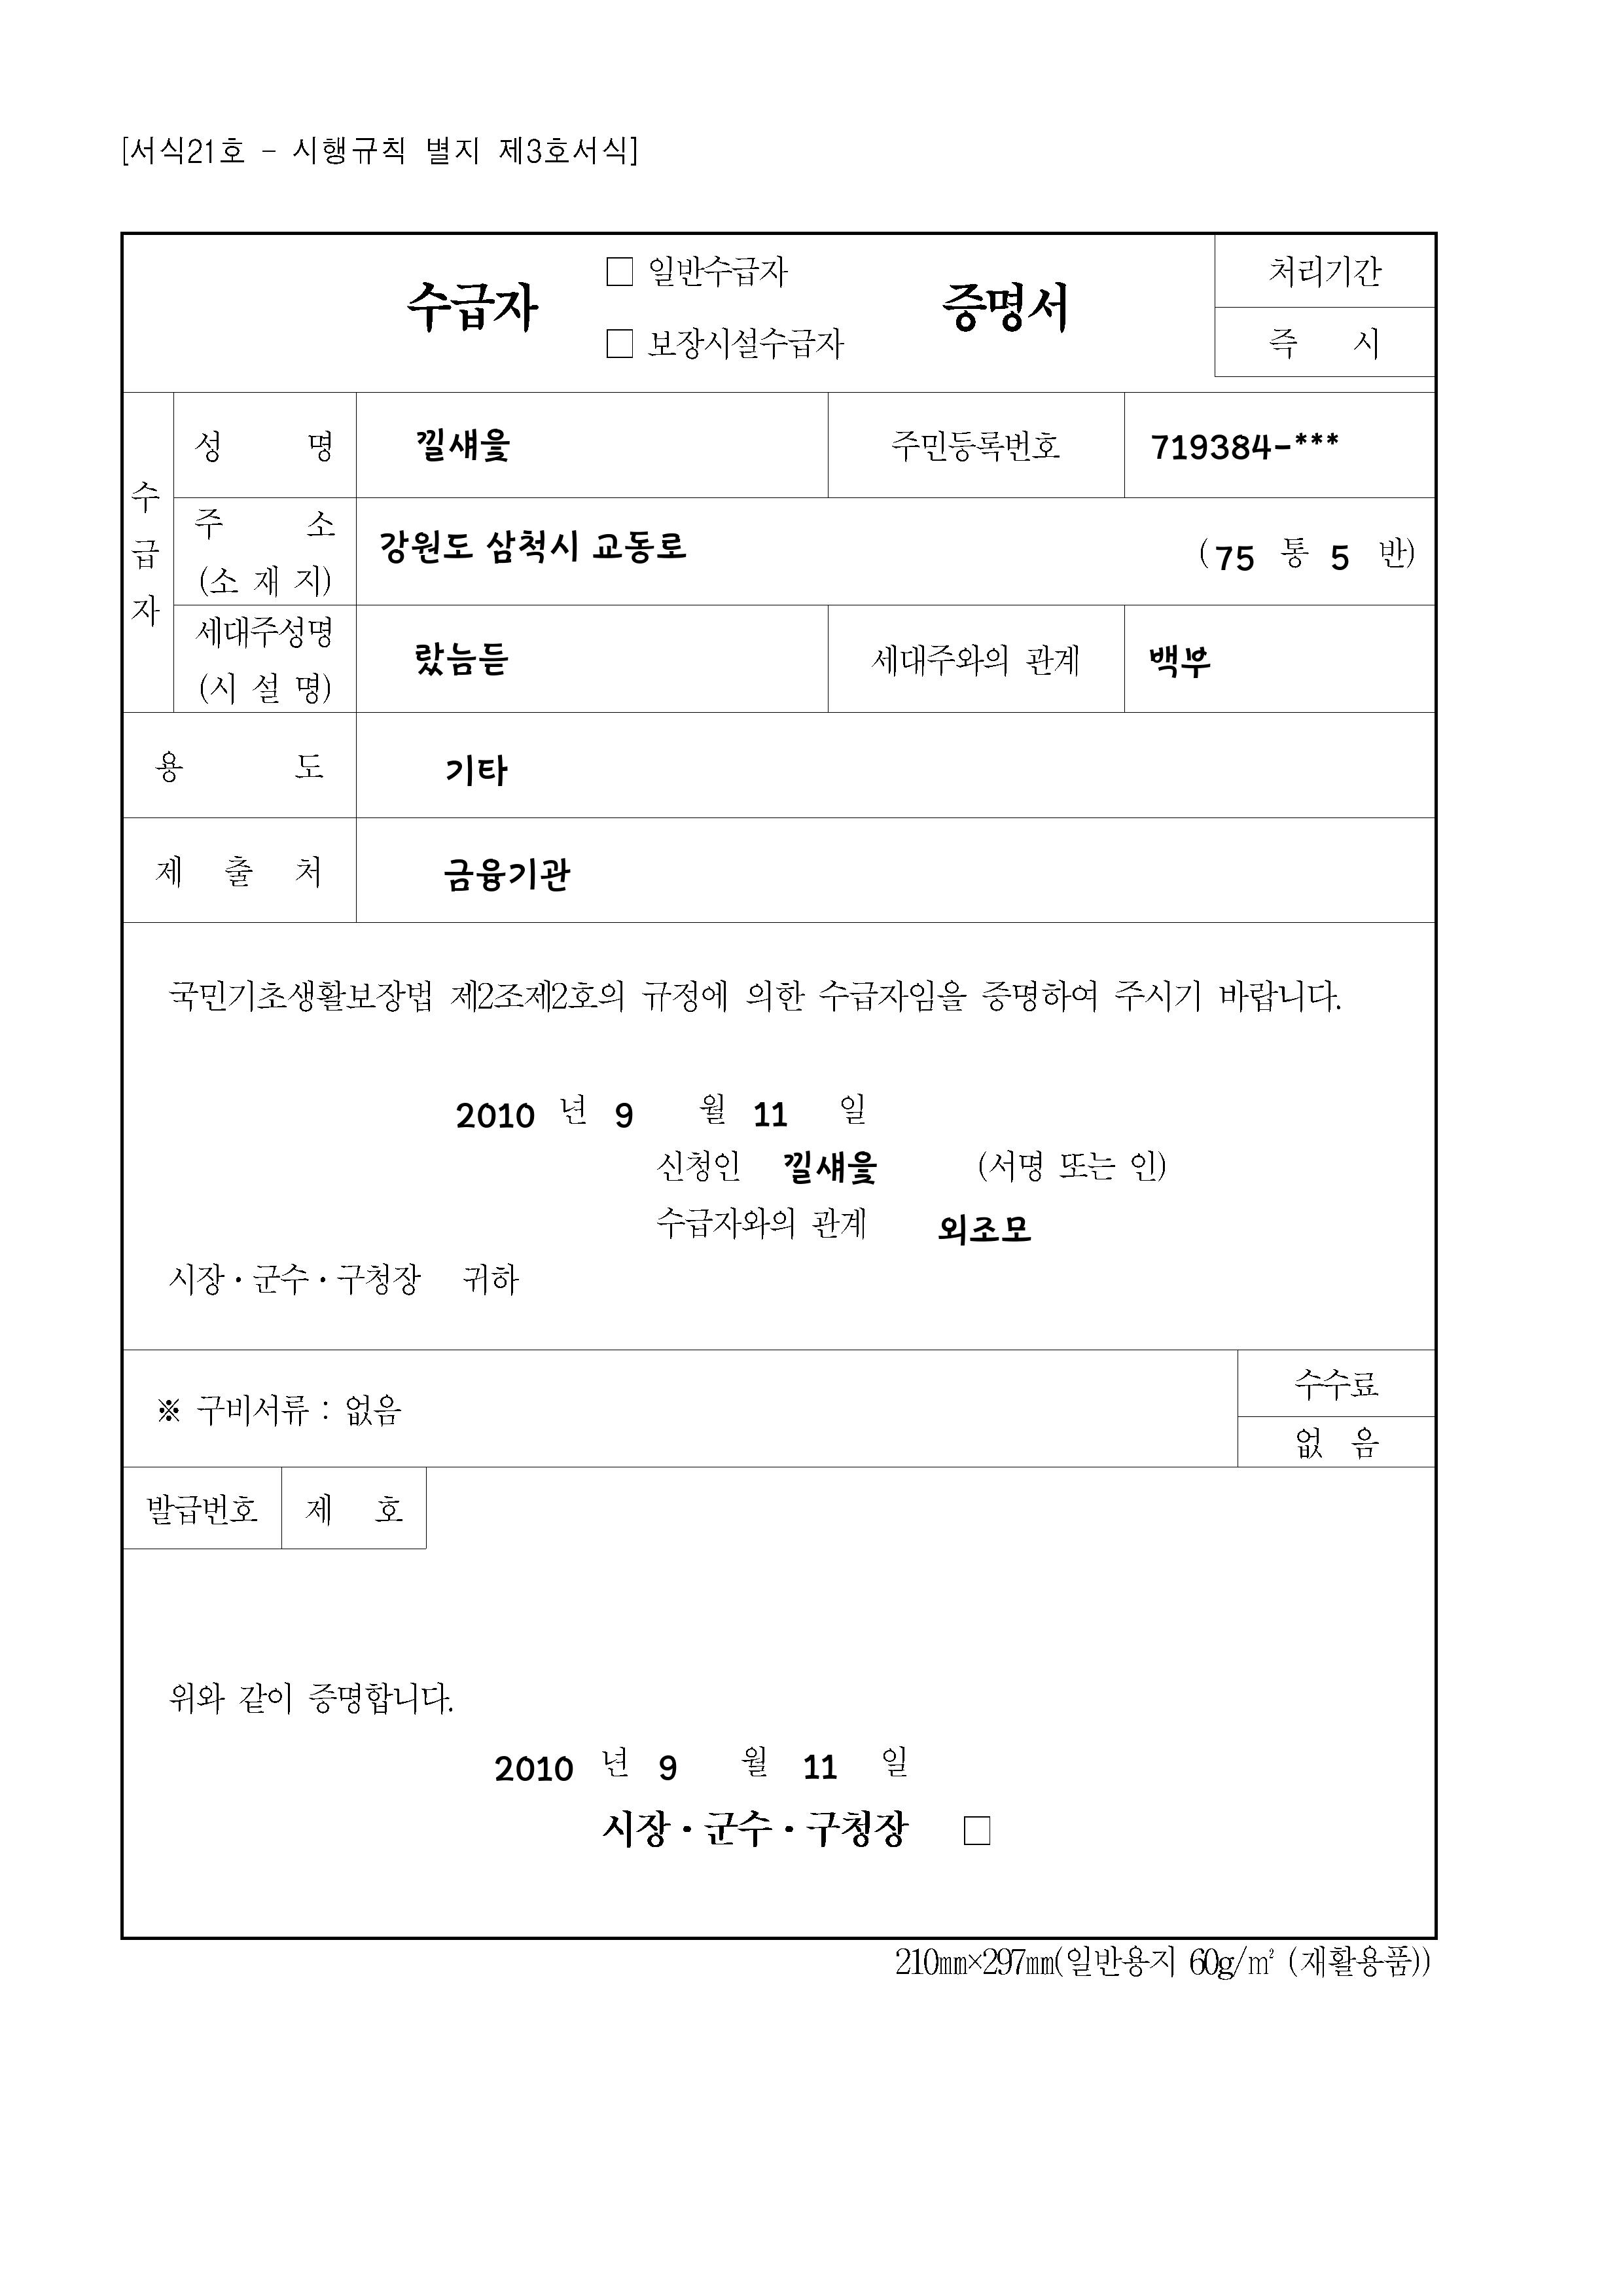 [서식21호 - 시행규칙 별지 제3호서식]
수급자 □ 일반수급자 □ 보장시설수급자 증명서
처리기간
즉 시
수급자
성 명 낄섀읓 주민등록번호 719384-***
주 소 (소 재 지) 강원도 삼척시 교동로 (75 통 5 반)
세대주성명 (시 설 명) 랐늠듣 세대주와의 관계 백부
용 도 기타
제 출 처 금융기관
국민기초생활보장법 제2조제2호의 규정에 의한 수급자임을 증명하여 주시기 바랍니다.
2010 년 9 월 11 일
신청인 낄섀읓 (서명 또는 인)
수급자와의 관계 외조모
시장·군수·구청장 귀하
※ 구비서류 : 없음
수수료
없 음
발급번호 제 호
위와 같이 증명합니다.
2010 년 9 월 11 일
시장·군수·구청장 □
210㎜×297㎜(일반용지 60g/㎡ (재활용품))